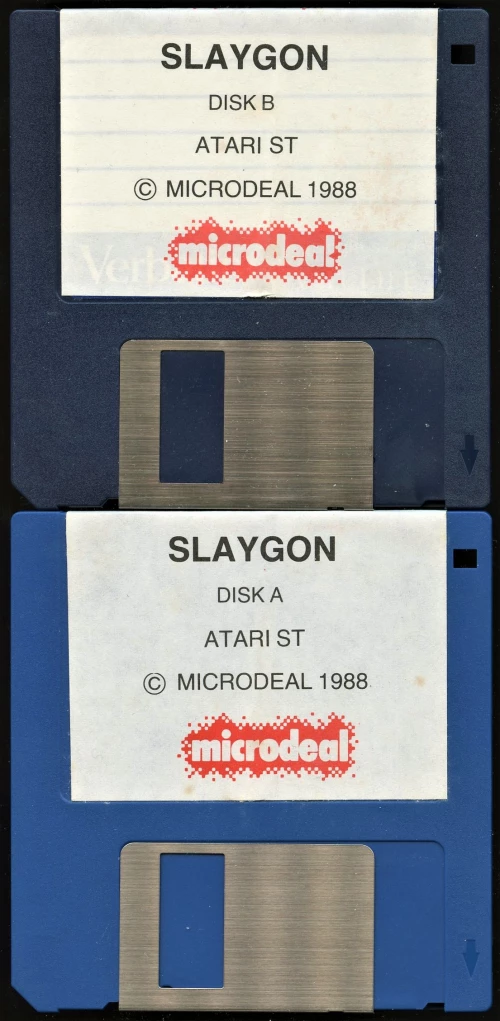 SLAYGON
DISK B
ATARI ST
© MICRODEAL 1988
microdeal
SLAYGON
DISK A
ATARI ST
© MICRODEAL 1988
microdeal